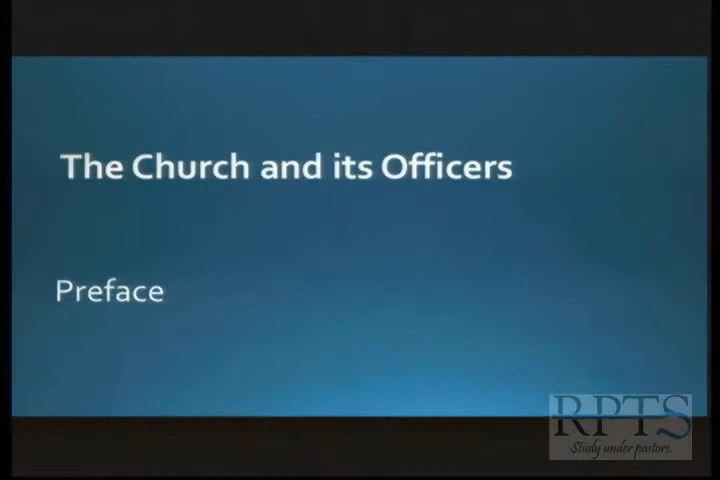 The Church and its Officers
Preface
RPTS
Study under pastors.